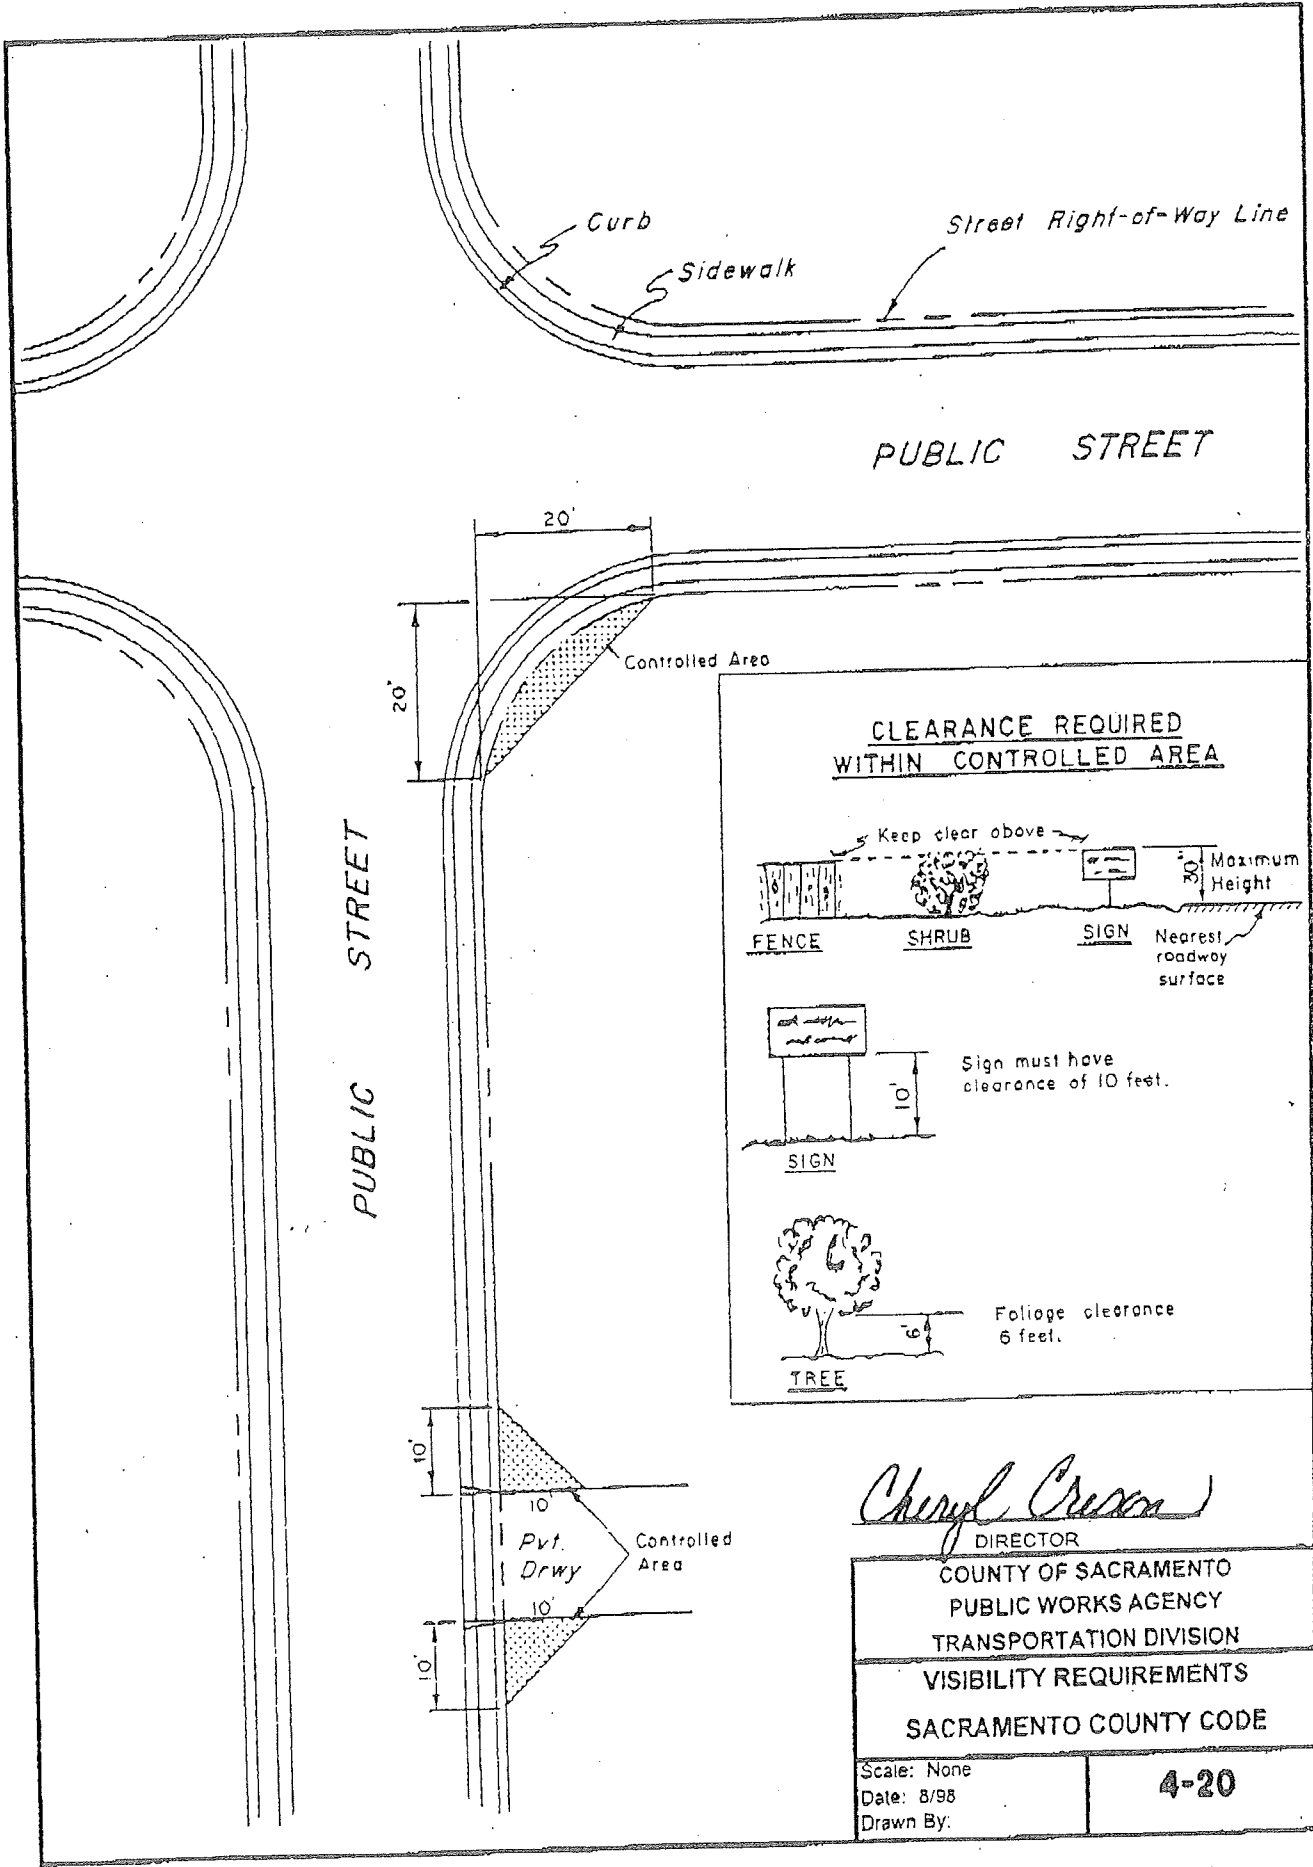 Curb
Street Right-of-Way Line
Sidewalk
PUBLIC STREET
20'
20'
Controlled Area
CLEARANCE REQUIRED
WITHIN CONTROLLED AREA
Keep clear above
30"
Maximum
Height
FENCE
SHRUB
SIGN
Nearest
roadway
surface
PUBLIC STREET
10'
Sign must have
clearance of 10 feet.
SIGN
6'
Foliage clearance
6 feet.
TREE
10'
10'
Pvt.
Drwy
Controlled
Area
10'
10'
Cheryl Creson
DIRECTOR
COUNTY OF SACRAMENTO
PUBLIC WORKS AGENCY
TRANSPORTATION DIVISION
VISIBILITY REQUIREMENTS
SACRAMENTO COUNTY CODE
Scale: None
Date: 8/98
Drawn By:
4-20